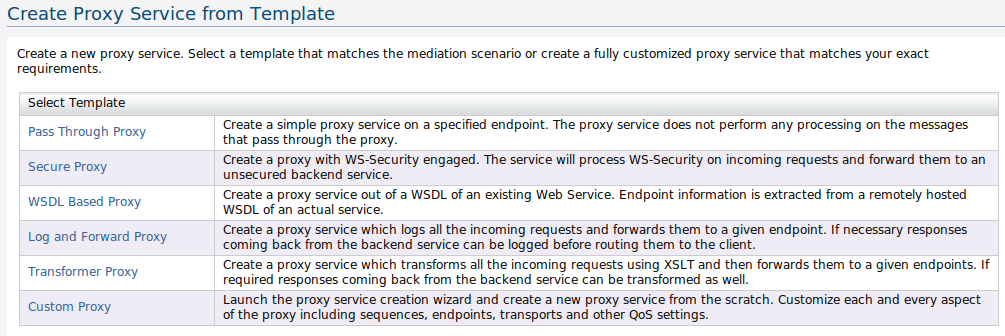 Create Proxy Service from Template
Create a new proxy service. Select a template that matches the mediation scenario or create a fully customized proxy service that matches your exact
requirements.
Select Template
Pass Through Proxy
Create a simple proxy service on a specified endpoint. The proxy service does not perform any processing on the messages
that pass through the proxy.
Secure Proxy
Create a proxy with WS-Security engaged. The service will process WS-Security on incoming requests and forward them to an
unsecured backend service.
WSDL Based Proxy
Create a proxy service out of a WSDL of an existing Web Service. Endpoint information is extracted from a remotely hosted
WSDL of an actual service.
Log and Forward Proxy
Create a proxy service which logs all the incoming requests and forwards them to a given endpoint. If necessary responses
coming back from the backend service can be logged before routing them to the client.
Transformer Proxy
Create a proxy service which transforms all the incoming requests using XSLT and then forwards them to a given endpoints. If
required responses coming back from the backend service can be transformed as well.
Custom Proxy
Launch the proxy service creation wizard and create a new proxy service from the scratch. Customize each and every aspect
of the proxy including sequences, endpoints, transports and other QoS settings.